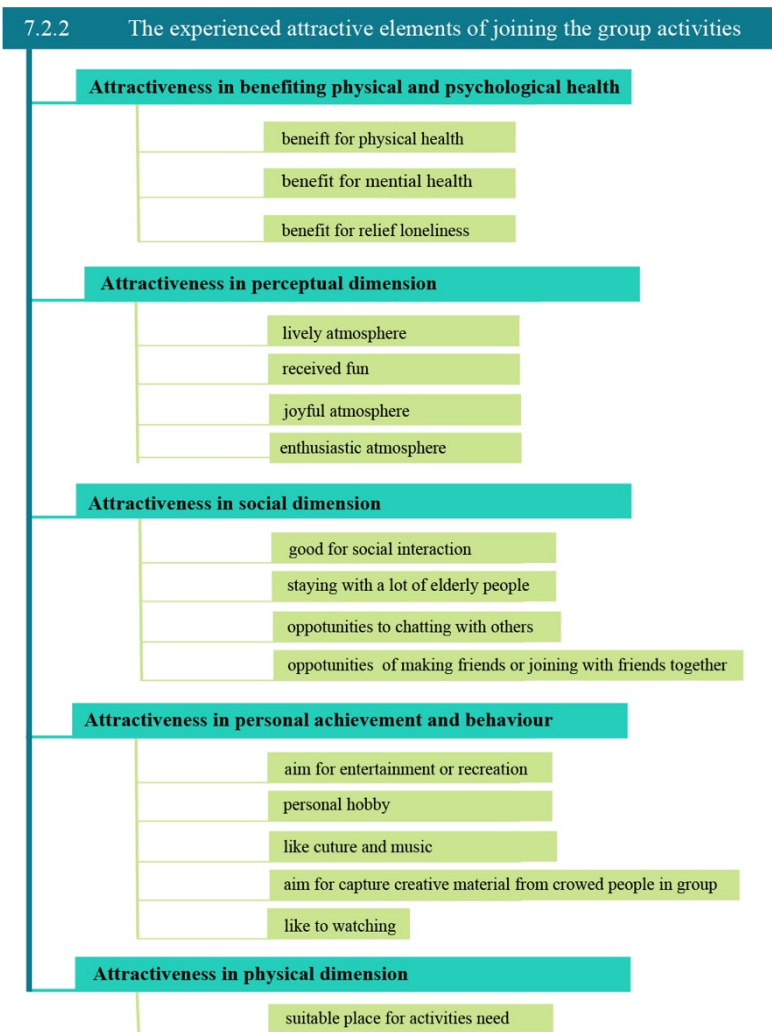 7.2.2 The experienced attractive elements of joining the group activities
Attractiveness in benefiting physical and psychological health
beneift for physical health
benefit for mential health
benefit for relief loneliness
Attractiveness in perceptual dimension
lively atmosphere
received fun
joyful atmosphere
enthusiastic atmosphere
Attractiveness in social dimension
good for social interaction
staying with a lot of elderly people
oppotunities to chatting with others
oppotunities of making friends or joining with friends together
Attractiveness in personal achievement and behaviour
aim for entertainment or recreation
personal hobby
like cuture and music
aim for capture creative material from crowed people in group
like to watching
Attractiveness in physical dimension
suitable place for activities need